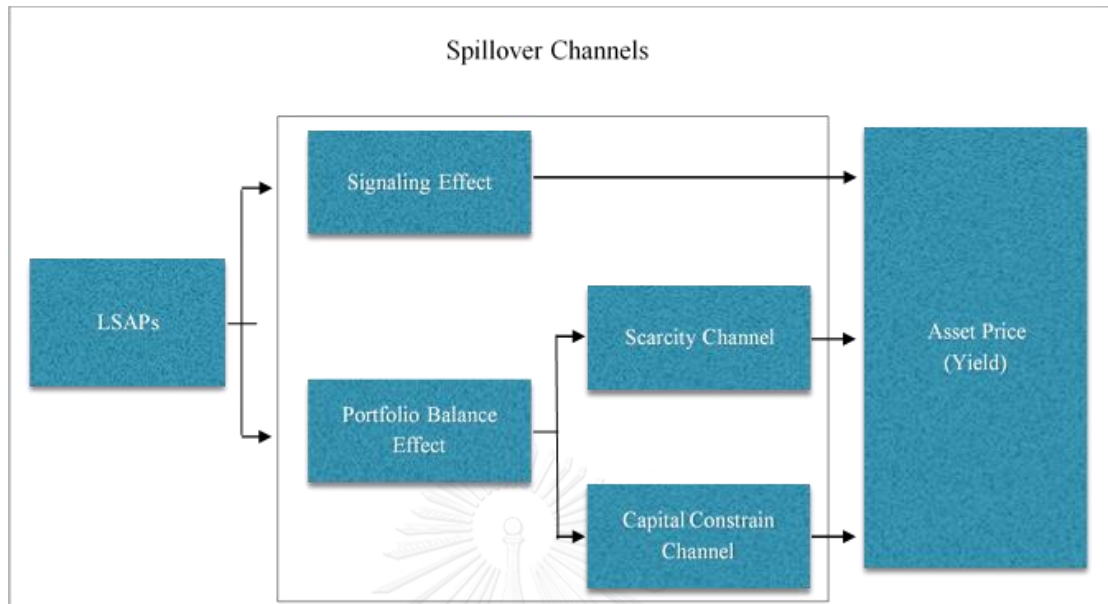 Spillover Channels
Signaling Effect
LSAPs
Scarcity Channel
Asset Price
(Yield)
Portfolio Balance
Effect
Capital Constrain
Channel